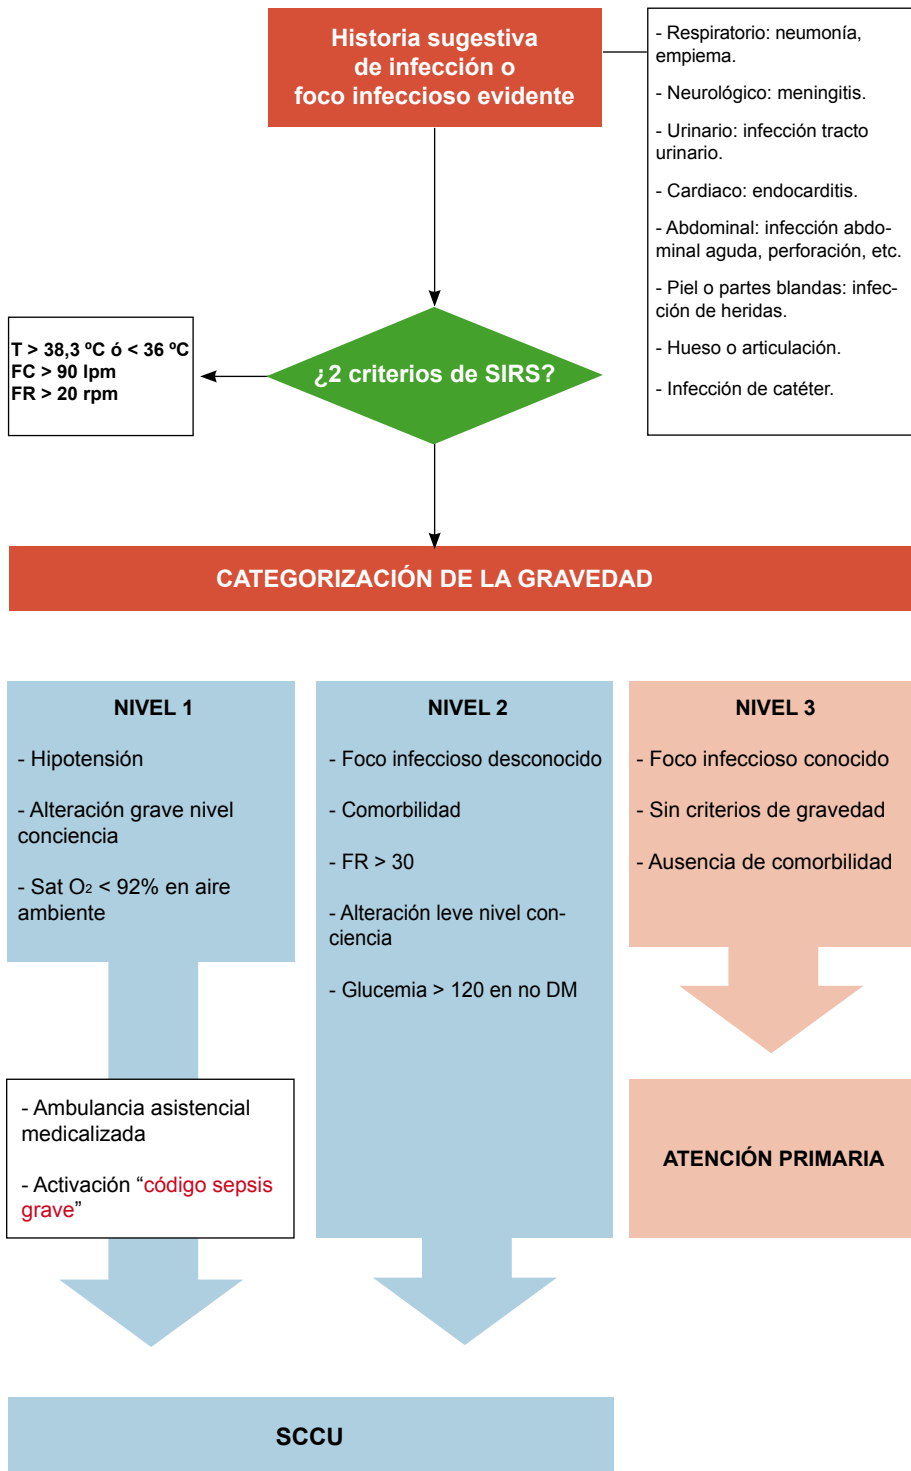 Historia sugestiva
de infección o
foco infeccioso evidente
- Respiratorio: neumonía,
empiema.
- Neurológico: meningitis.
- Urinario: infección tracto
urinario.
- Cardiaco: endocarditis.
- Abdominal: infección abdo-
minal aguda, perforación, etc.
- Piel o partes blandas: infec-
ción de heridas.
- Hueso o articulación.
- Infección de catéter.
T > 38,3 ºC ó < 36 ºC
FC > 90 lpm
FR > 20 rpm
¿2 criterios de SIRS?
CATEGORIZACIÓN DE LA GRAVEDAD
NIVEL 1
- Hipotensión
- Alteración grave nivel
conciencia
- Sat O2 < 92% en aire
ambiente
- Ambulancia asistencial
medicalizada
- Activación “código sepsis
grave”
NIVEL 2
- Foco infeccioso desconocido
- Comorbilidad
- FR > 30
- Alteración leve nivel con-
ciencia
- Glucemia > 120 en no DM
NIVEL 3
- Foco infeccioso conocido
- Sin criterios de gravedad
- Ausencia de comorbilidad
ATENCIÓN PRIMARIA
SCCU